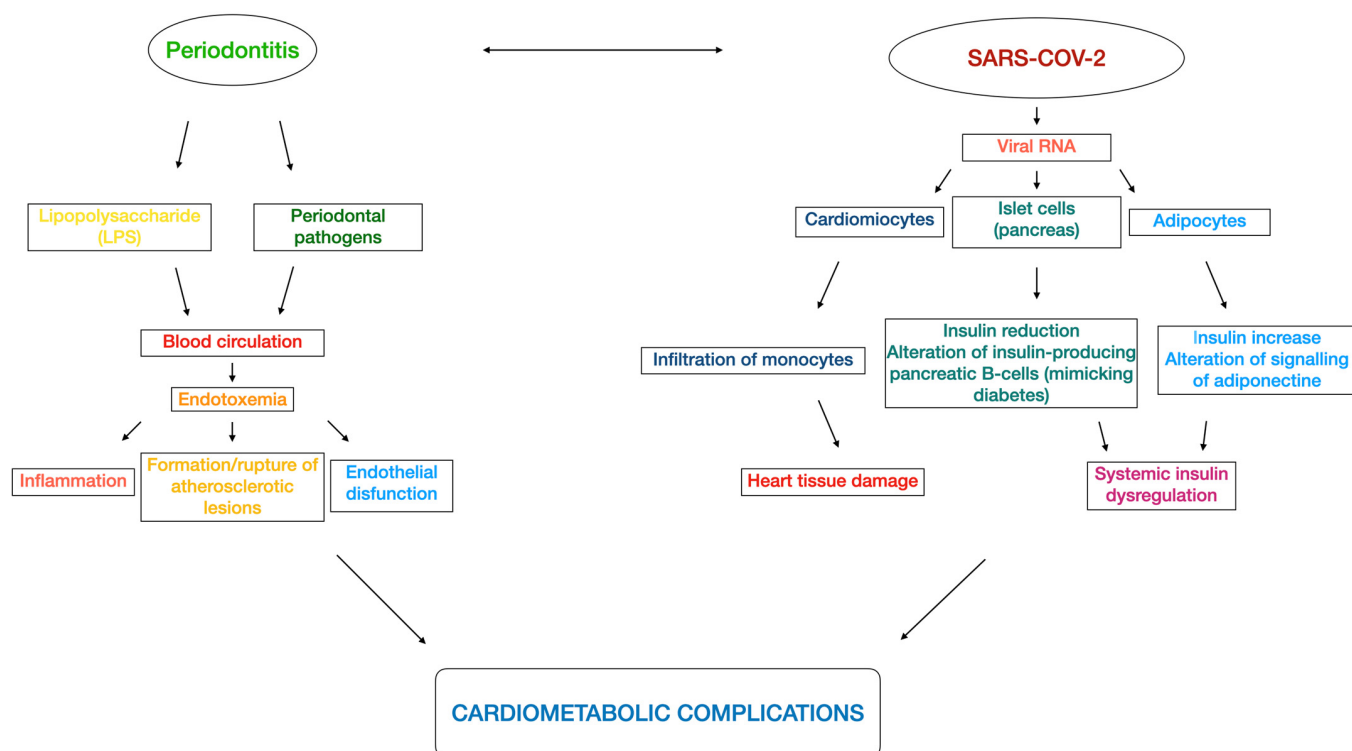 Periodontitis
SARS-COV-2
Viral RNA
Lipopolysaccharide
(LPS)
Periodontal
pathogens
Cardiomiocytes
Islet cells
(pancreas)
Adipocytes
Blood circulation
Infiltration of monocytes
Insulin reduction
Alteration of insulin-producing
pancreatic B-cells (mimicking
diabetes)
Insulin increase
Alteration of signalling
of adiponectine
Endotoxemia
Inflammation
Formation/rupture of
atherosclerotic
lesions
Endothelial
disfunction
Heart tissue damage
Systemic insulin
dysregulation
CARDIOMETABOLIC COMPLICATIONS